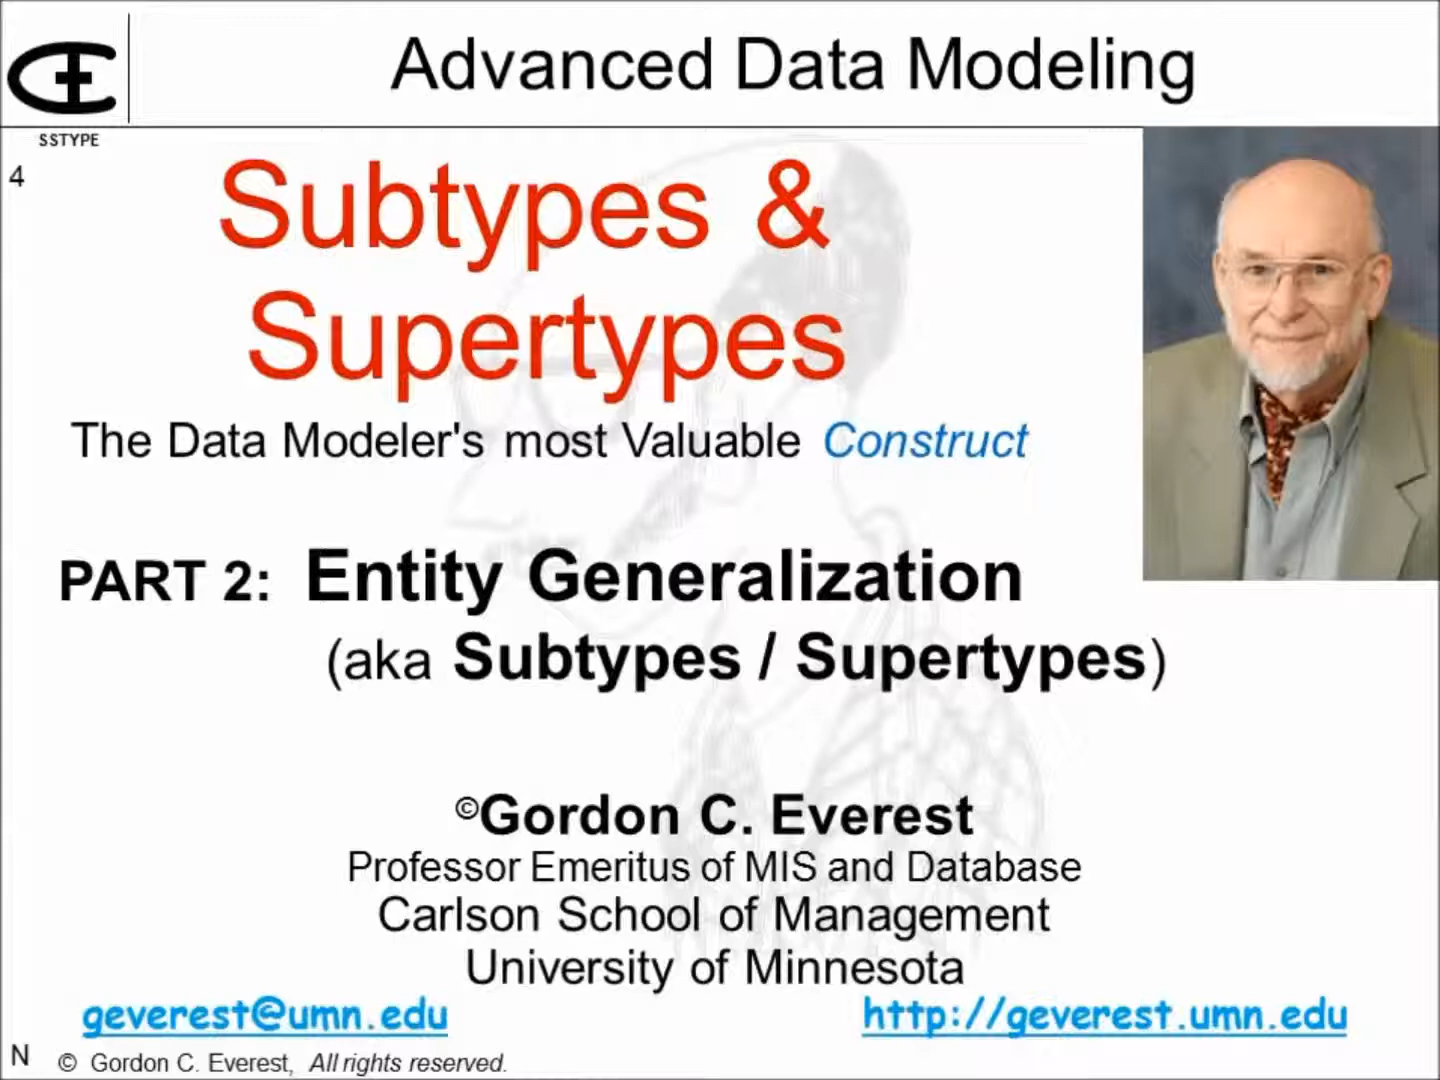 Advanced Data Modeling
SSTYPE
4
Subtypes &
Supertypes
The Data Modeler's most Valuable Construct
PART 2: Entity Generalization
(aka Subtypes / Supertypes)
©Gordon C. Everest
Professor Emeritus of MIS and Database
Carlson School of Management
University of Minnesota
geverest@umn.edu http://geverest.umn.edu
N © Gordon C. Everest, All rights reserved.